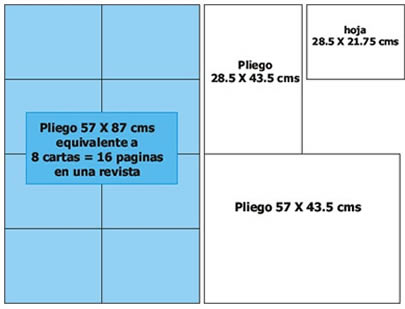 Pliego 57 X 87 cms
equivalente a
8 cartas = 16 paginas
en una revista
Pliego
28.5 X 43.5 cms
hoja
28.5 X 21.75 cms
Pliego 57 X 43.5 cms